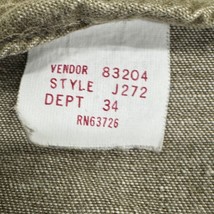 VENDOR 83204
STYLE J272
DEPT 34
RN63726